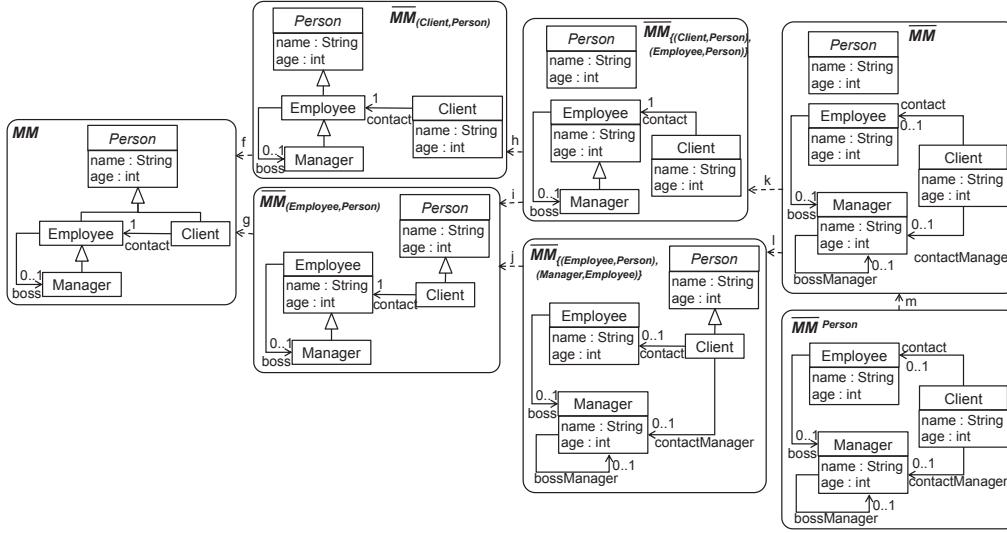 MM
Person
name : String
age : int
Employee
1
contact
Client
0..1
boss
Manager
f
g
MM(Client,Person)
Person
name : String
age : int
Employee
1
contact
Client
name : String
age : int
0..1
boss
Manager
MM(Employee,Person)
Person
name : String
age : int
Employee
name : String
age : int
1
contact
Client
0..1
boss
Manager
h
i
j
MM{(Client,Person),
(Employee,Person)}
Person
name : String
age : int
Employee
name : String
age : int
1
contact
Client
name : String
age : int
0..1
boss
Manager
MM{(Employee,Person),
(Manager,Employee)}
Person
name : String
age : int
Employee
name : String
age : int
0..1
contact
Client
0..1
boss
Manager
name : String
age : int
0..1
contactManager
0..1
bossManager
k
l
MM
Person
name : String
age : int
Employee
name : String
age : int
contact
0..1
Client
name : String
age : int
0..1
boss
Manager
name : String
age : int
0..1
contactManager
0..1
bossManager
m
MM Person
Employee
name : String
age : int
contact
0..1
Client
name : String
age : int
0..1
boss
Manager
name : String
age : int
0..1
contactManager
0..1
bossManager